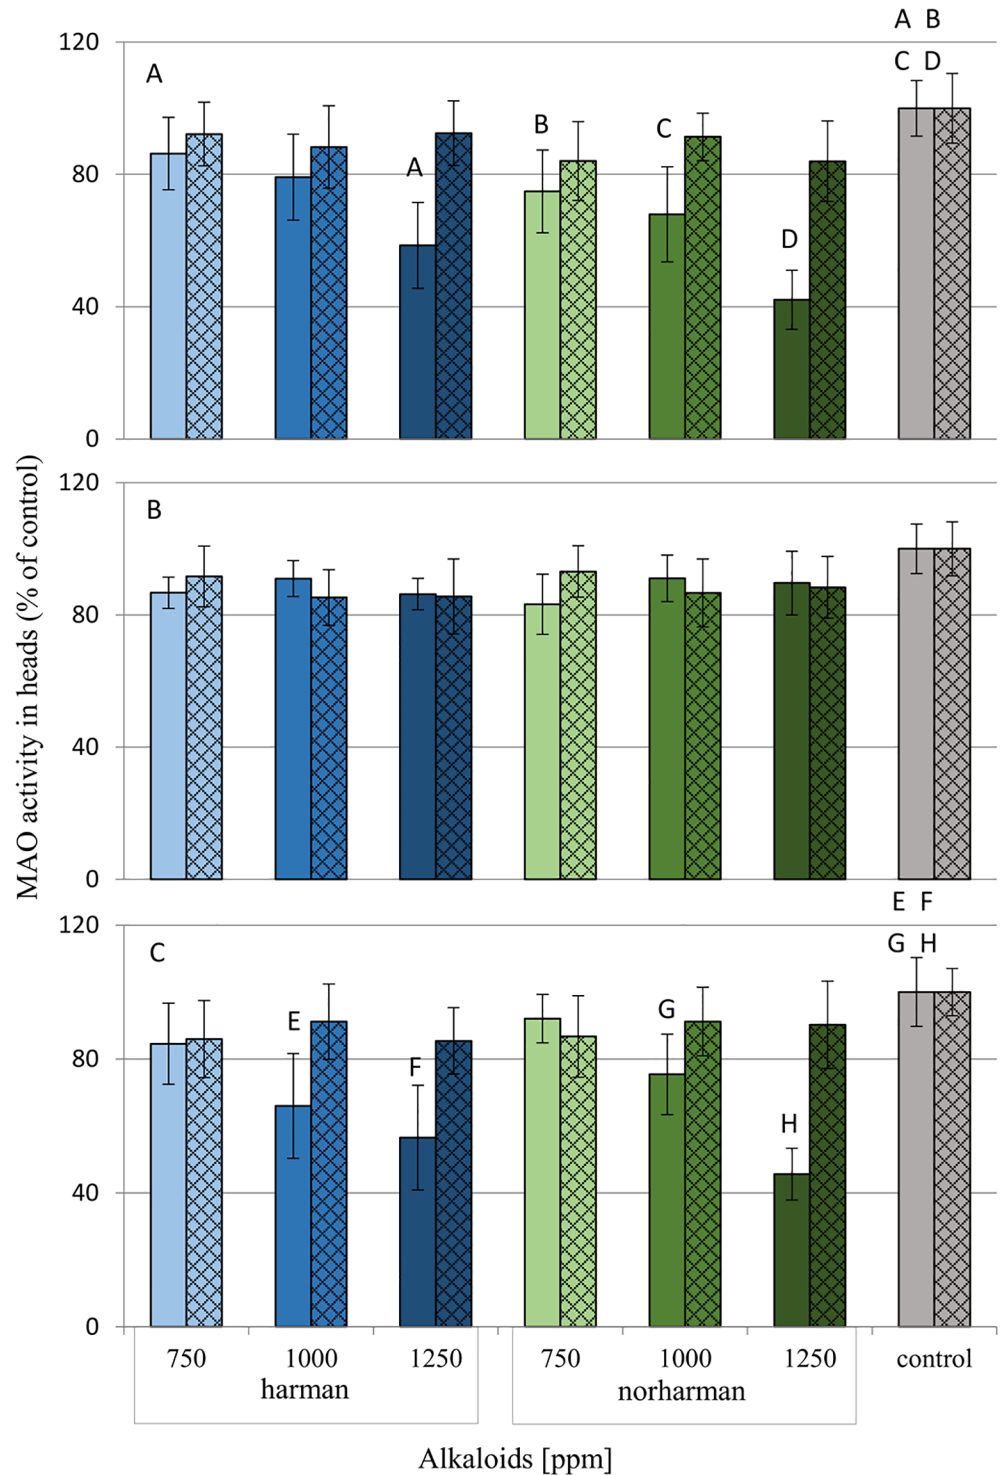 A B
120
C D
A
B
C
80
A
D
40
0
MAO activity in heads (% of control)
120
B
80
40
0
E F
120
G H
C
E
G
80
F
H
40
0
750 1000 1250 750 1000 1250 control
harman norharman
Alkaloids [ppm]